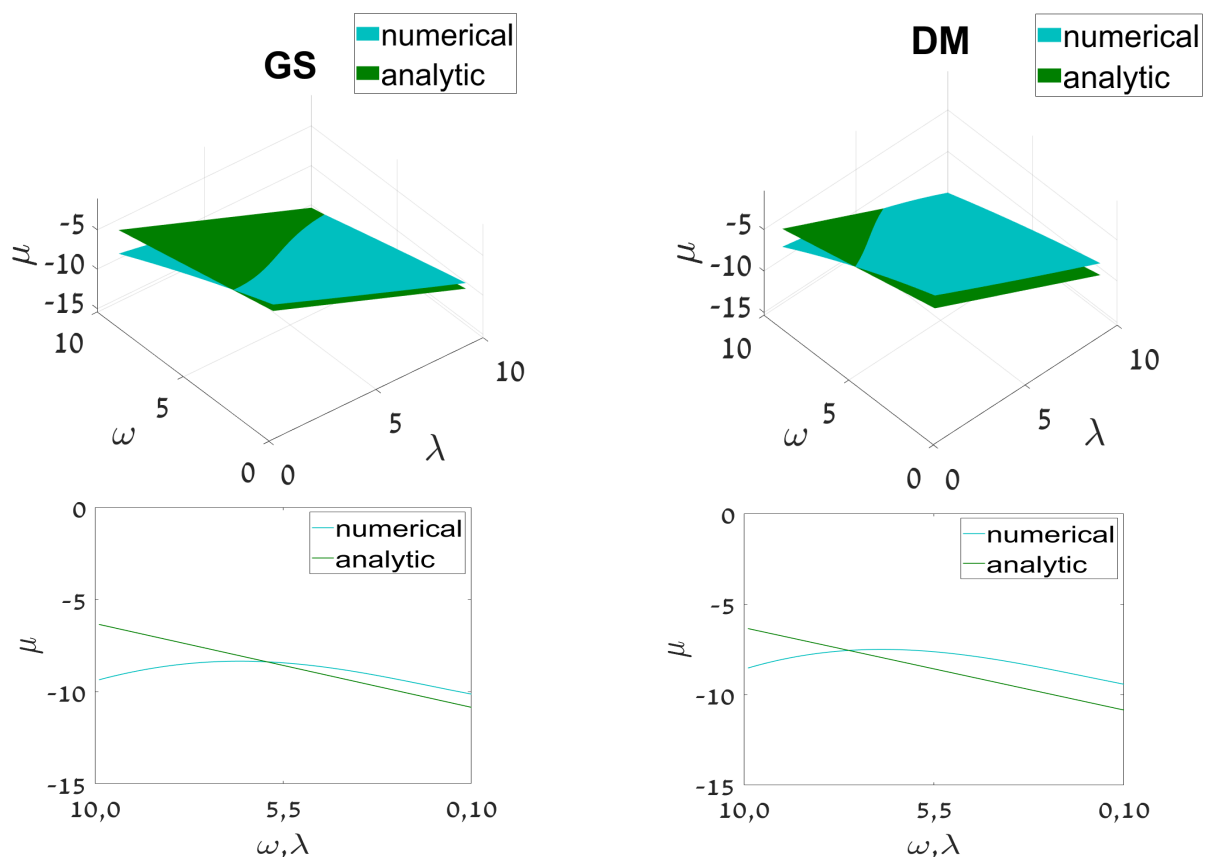 GS
numerical
analytic
μ
-5
-10
-15
10
5
0
ω
0
5
10
λ
DM
numerical
analytic
μ
-5
-10
-15
10
5
0
ω
0
5
10
λ
0
-5
-10
-15
μ
numerical
analytic
10,0
5,5
0,10
ω,λ
0
-5
-10
-15
μ
numerical
analytic
10,0
5,5
0,10
ω,λ